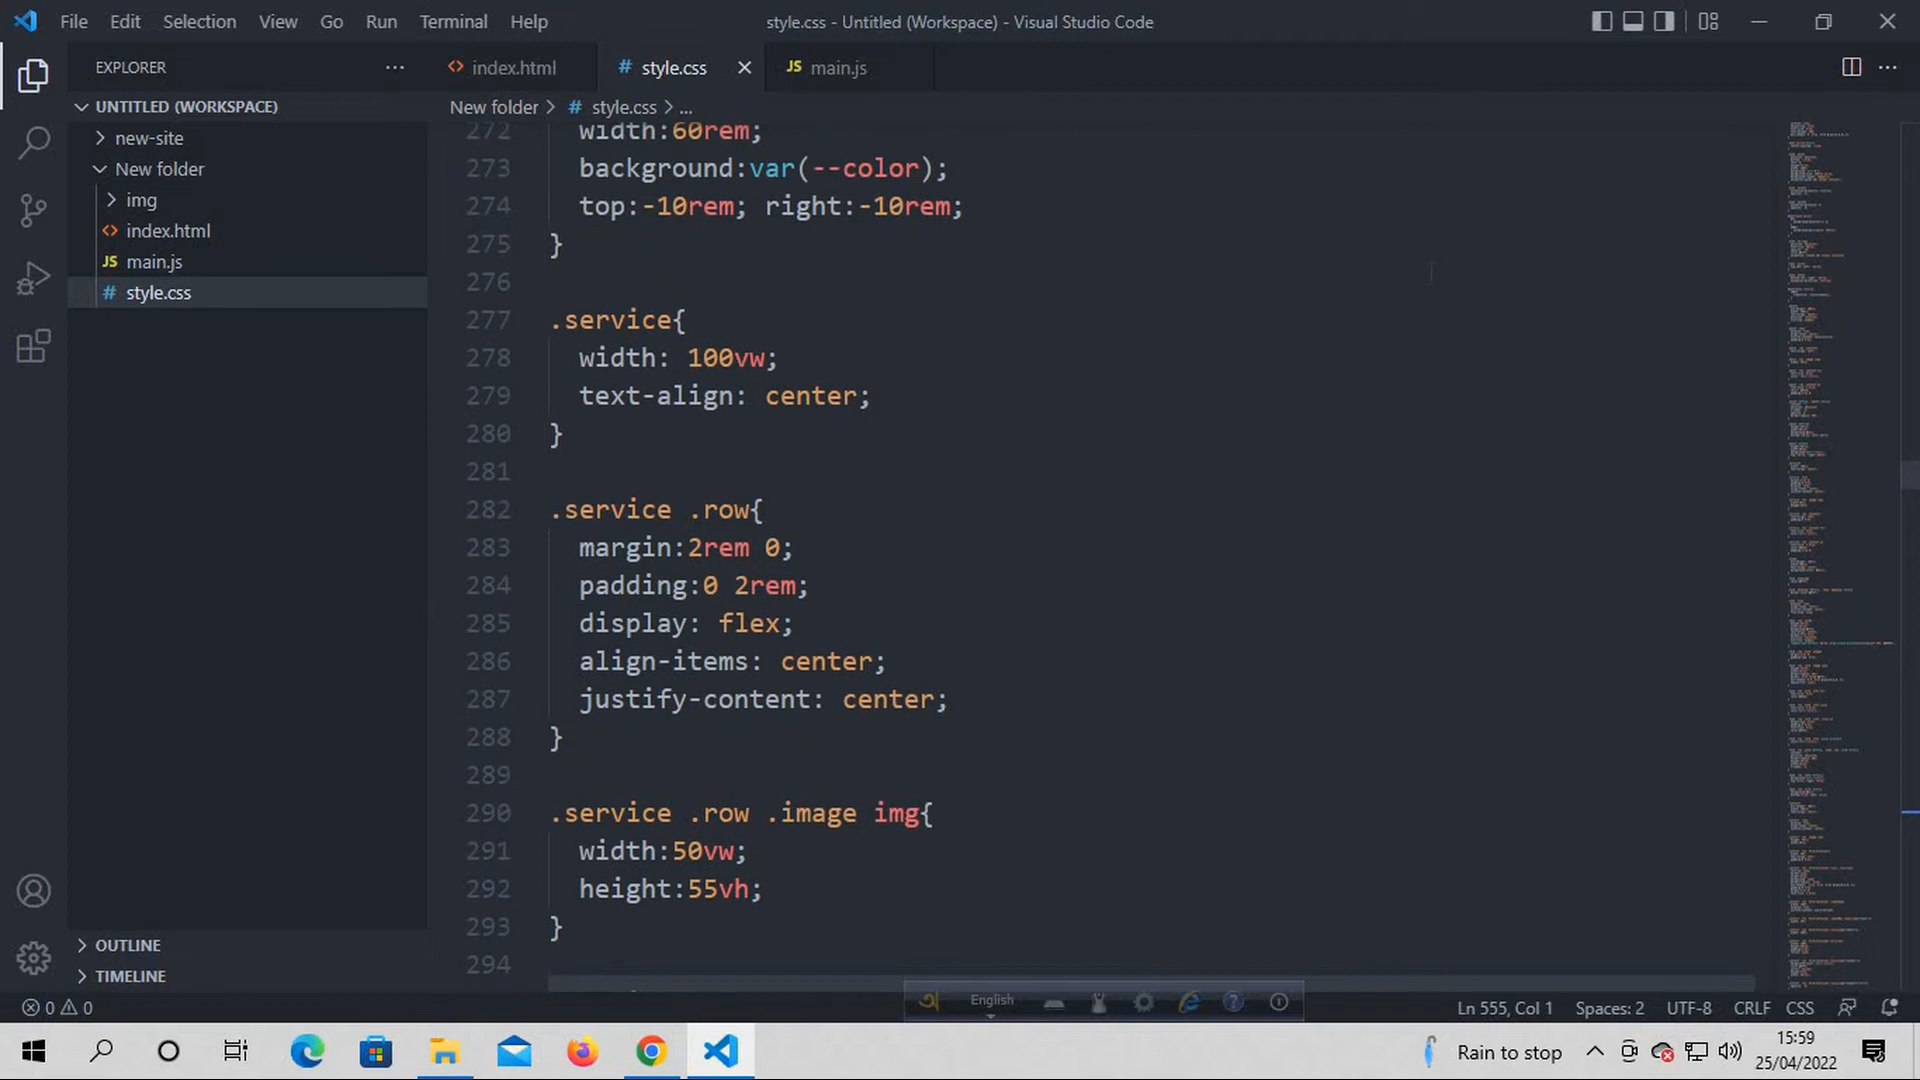 File Edit Selection View Go Run Terminal Help style.css - Untitled (Workspace) - Visual Studio Code
EXPLORER ...
index.html # style.css JS main.js
UNTITLED (WORKSPACE)
new-site
New folder
img
index.html
JS main.js
# style.css
New folder > # style.css > ...
272 width:60rem;
273 background:var(--color);
274 top:-10rem; right:-10rem;
275 }
276
277 .service{
278 width: 100vw;
279 text-align: center;
280 }
281
282 .service .row{
283 margin:2rem 0;
284 padding:0 2rem;
285 display: flex;
286 align-items: center;
287 justify-content: center;
288 }
289
290 .service .row .image img{
291 width:50vw;
292 height:55vh;
293 }
294
OUTLINE
TIMELINE
0 0
English
Ln 555, Col 1 Spaces: 2 UTF-8 CRLF CSS
Rain to stop
15:59
25/04/2022